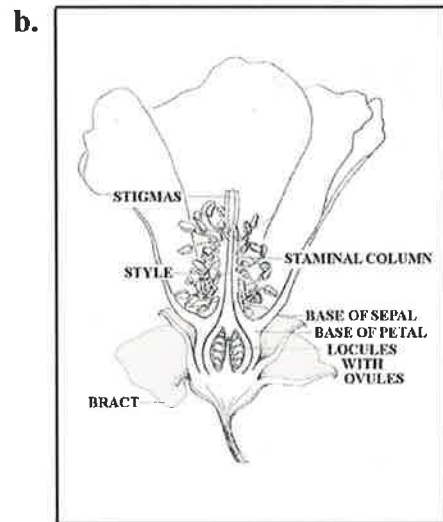 b.
STIGMAS
STAMINAL COLUMN
STYLE
BASE OF SEPAL
BASE OF PETAL
LOCULES
WITH
OVULES
BRACT